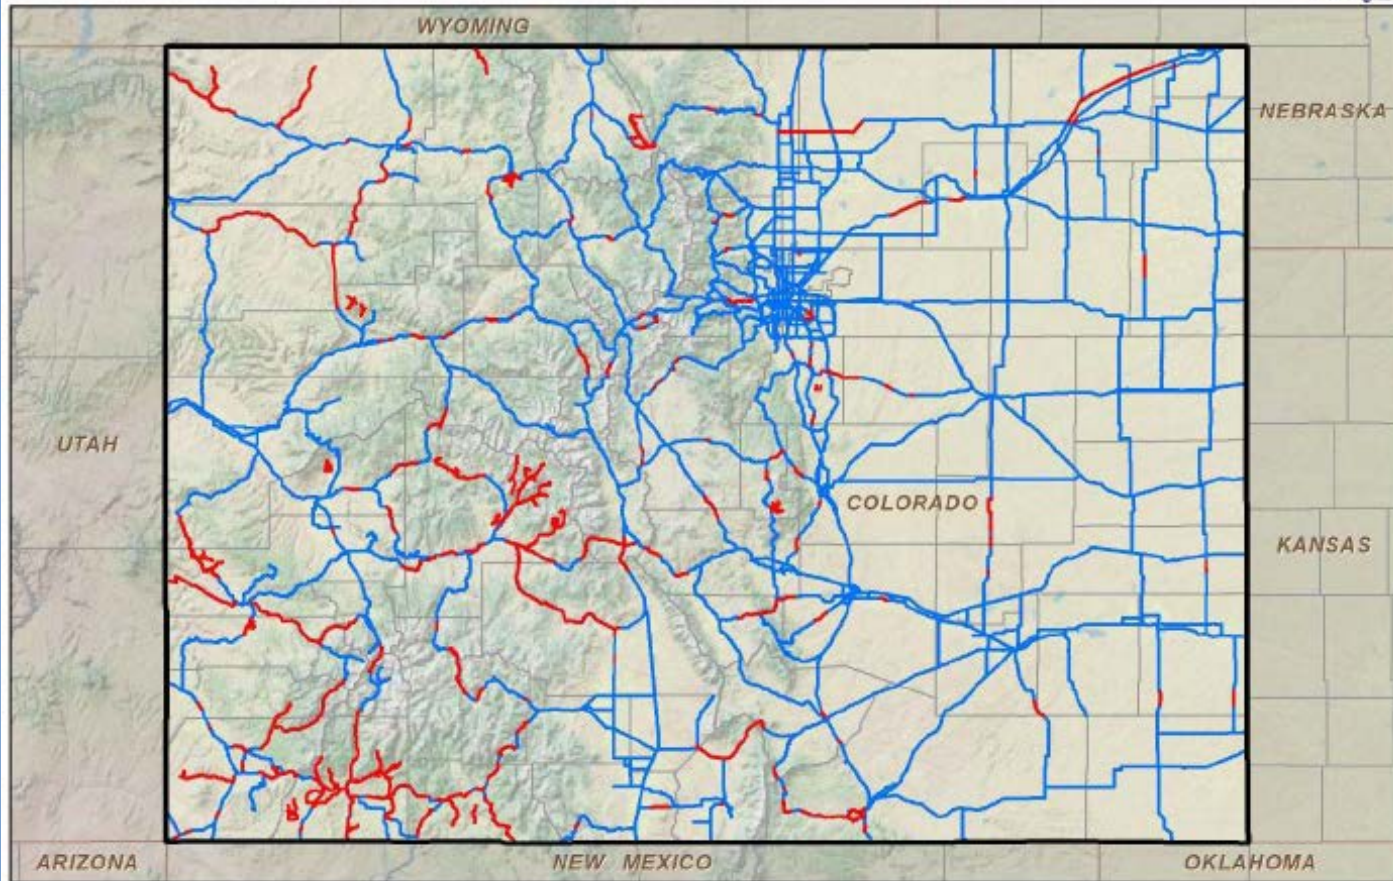 WYOMING
NEBRASKA
UTAH
COLORADO
KANSAS
ARIZONA
NEW MEXICO
OKLAHOMA